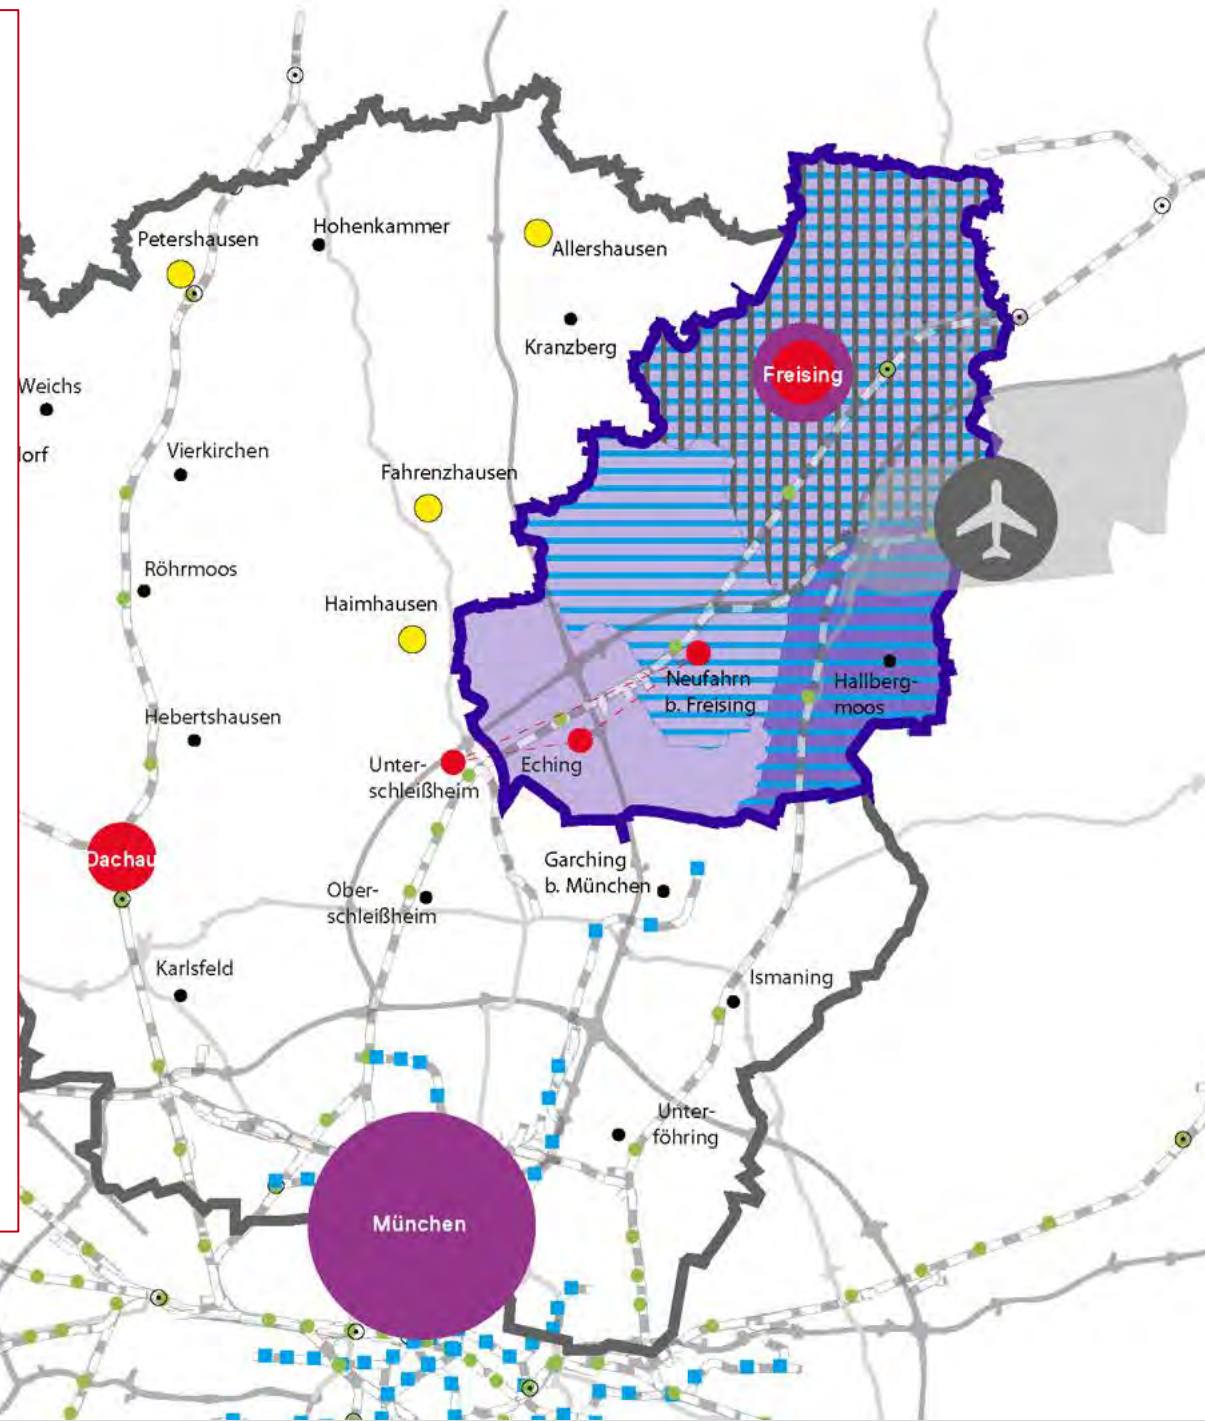 Hohenkammer
Petershausen
Allershausen
Kranzberg
Freising
Weichs
Vierkirchen
Fahrenzhausen
Röhrmoos
Haimhausen
Neufahrn
b. Freising
Hallberg-
moos
Hebertshausen
Unter-
schleißheim
Eching
Dachau
Garching
b. München
Ober-
schleißheim
Karlsfeld
Ismaning
Unter-
föhring
München